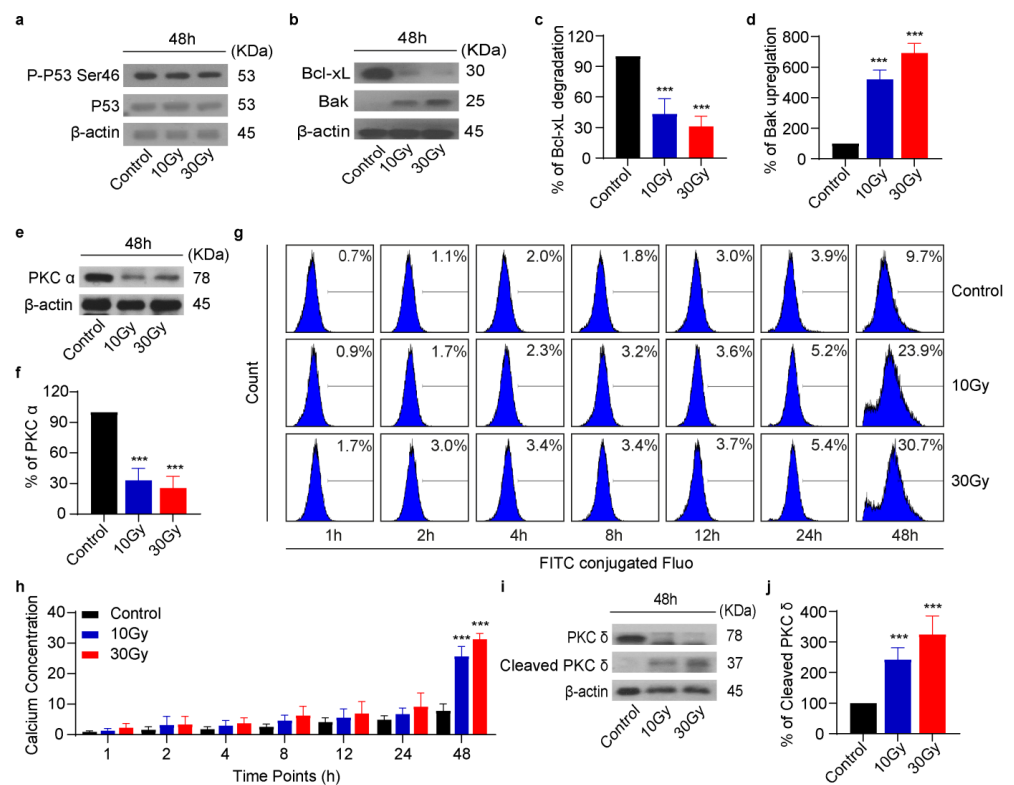 a
48h
(KDa)
P-P53 Ser46
53
P53
53
β-actin
45
Control
10Gy
30Gy
b
48h
(KDa)
Bcl-xL
30
Bak
25
β-actin
45
Control
10Gy
30Gy
c
% of Bcl-xL degradation
120
90
60
30
0
***
***
Control
10Gy
30Gy
d
% of Bak upregletion
800
600
400
200
0
***
***
Control
10Gy
30Gy
e
48h
(KDa)
PKC α
78
β-actin
45
Control
10Gy
30Gy
f
% of PKC α
120
90
60
30
0
***
***
Control
10Gy
30Gy
g
Count
0.7% 1.1% 2.0% 1.8% 3.0% 3.9% 9.7%
Control
0.9% 1.7% 2.3% 3.2% 3.6% 5.2% 23.9%
10Gy
1.7% 3.0% 3.4% 3.4% 3.7% 5.4% 30.7%
30Gy
1h 2h 4h 8h 12h 24h 48h
FITC conjugated Fluo
h
Calcium Concentration
40
30
20
10
0
Control
10Gy
30Gy
*** ***
1 2 4 8 12 24 48
Time Points (h)
i
48h
(KDa)
PKC δ
78
Cleaved PKC δ
37
β-actin
45
Control
10Gy
30Gy
j
% of Cleaved PKC δ
400
300
200
100
0
***
***
Control
10Gy
30Gy